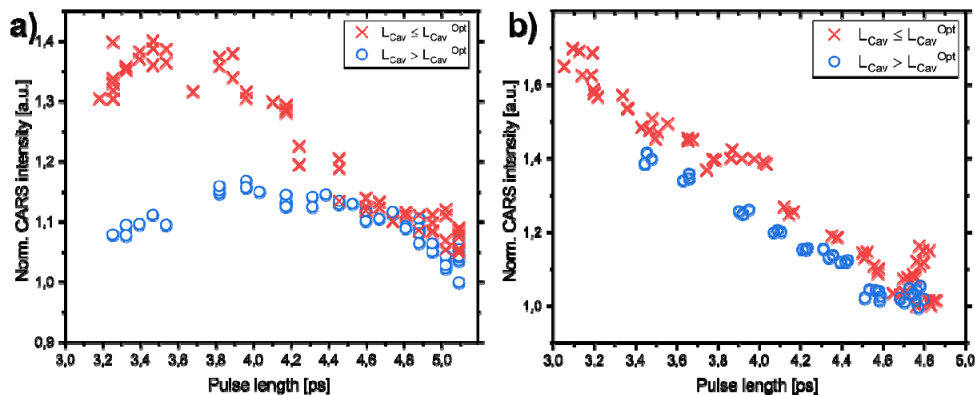 a)
Norm. CARS intensity [a.u.]
1,4
1,3
1,2
1,1
1,0
0,9
3,0 3,2 3,4 3,6 3,8 4,0 4,2 4,4 4,6 4,8 5,0
Pulse length [ps]
L_Cav ≤ L_Cav^Opt
L_Cav > L_Cav^Opt
b)
Norm. CARS intensity [a.u.]
1,6
1,4
1,2
1,0
3,0 3,2 3,4 3,6 3,8 4,0 4,2 4,4 4,6 4,8 5,0
Pulse length [ps]
L_Cav ≤ L_Cav^Opt
L_Cav > L_Cav^Opt